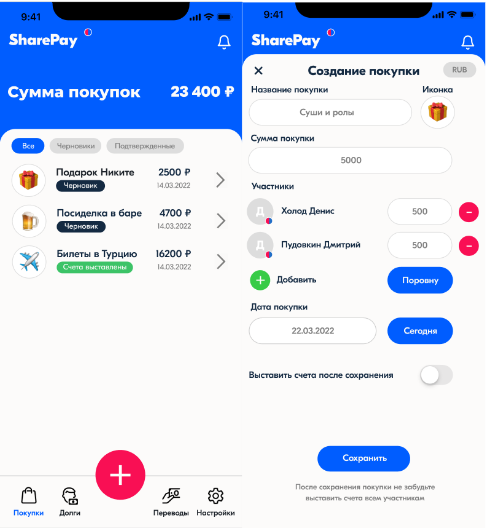 9:41
SharePay
Сумма покупок 23 400 ₽
Все Черновики Подтвержденные
Подарок Никите 2500 ₽
Черновик 14.03.2022
Посиделка в баре 4700 ₽
Черновик 14.03.2022
Билеты в Турцию 16200 ₽
Счета выставлены 14.03.2022
Покупки Долги Переводы Настройки
9:41
SharePay
Создание покупки RUB
Название покупки Иконка
Суши и ролы
Сумма покупки
5000
Участники
Д Холод Денис 500
Д Пудовкин Дмитрий 500
Добавить Поровну
Дата покупки
22.03.2022 Сегодня
Выставить счета после сохранения
Сохранить
После сохранения покупки не забудьте
выставить счета всем участникам